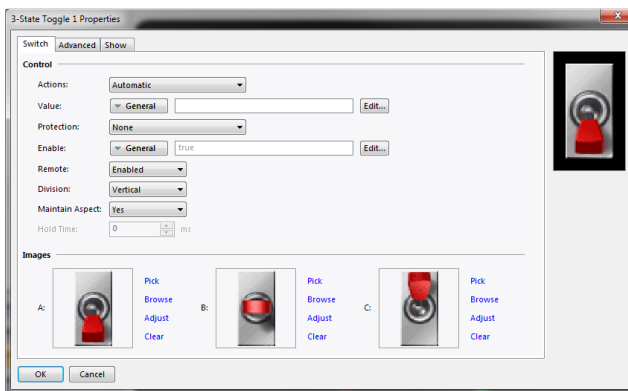 3-State Toggle 1 Properties
Switch Advanced Show
Control
Actions: Automatic
Value: General Edit...
Protection: None
Enable: General true Edit...
Remote: Enabled
Division: Vertical
Maintain Aspect: Yes
Hold Time: 0 ms
Images
A: Pick Browse Adjust Clear
B: Pick Browse Adjust Clear
C: Pick Browse Adjust Clear
OK Cancel